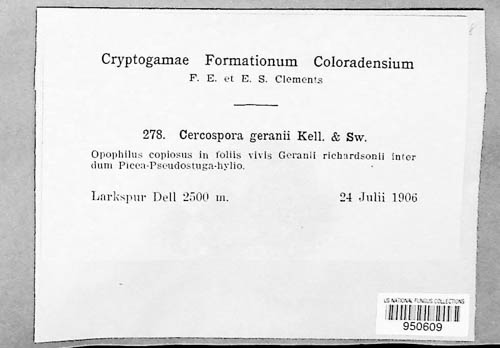 Cryptogamae Formationum Coloradensium
F. E. et E. S. Clements
278. Cercospora geranii Kell. & Sw.
Opophilus copiosus in foliis vivis Geranii richardsonii inter
dum Picea-Pseudostuga-hylio.
Larkspur Dell 2500 m. 24 Julii 1906
US NATIONAL FUNGUS COLLECTIONS
950609